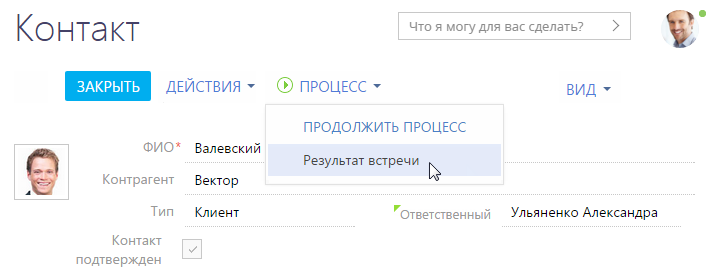 Контакт
Что я могу для вас сделать?
ЗАКРЫТЬ ДЕЙСТВИЯ ПРОЦЕСС ВИД
ПРОДОЛЖИТЬ ПРОЦЕСС
Результат встречи
ФИО* Валевский
Контрагент Вектор
Тип Клиент Ответственный Ульяненко Александра
Контакт
подтвержден